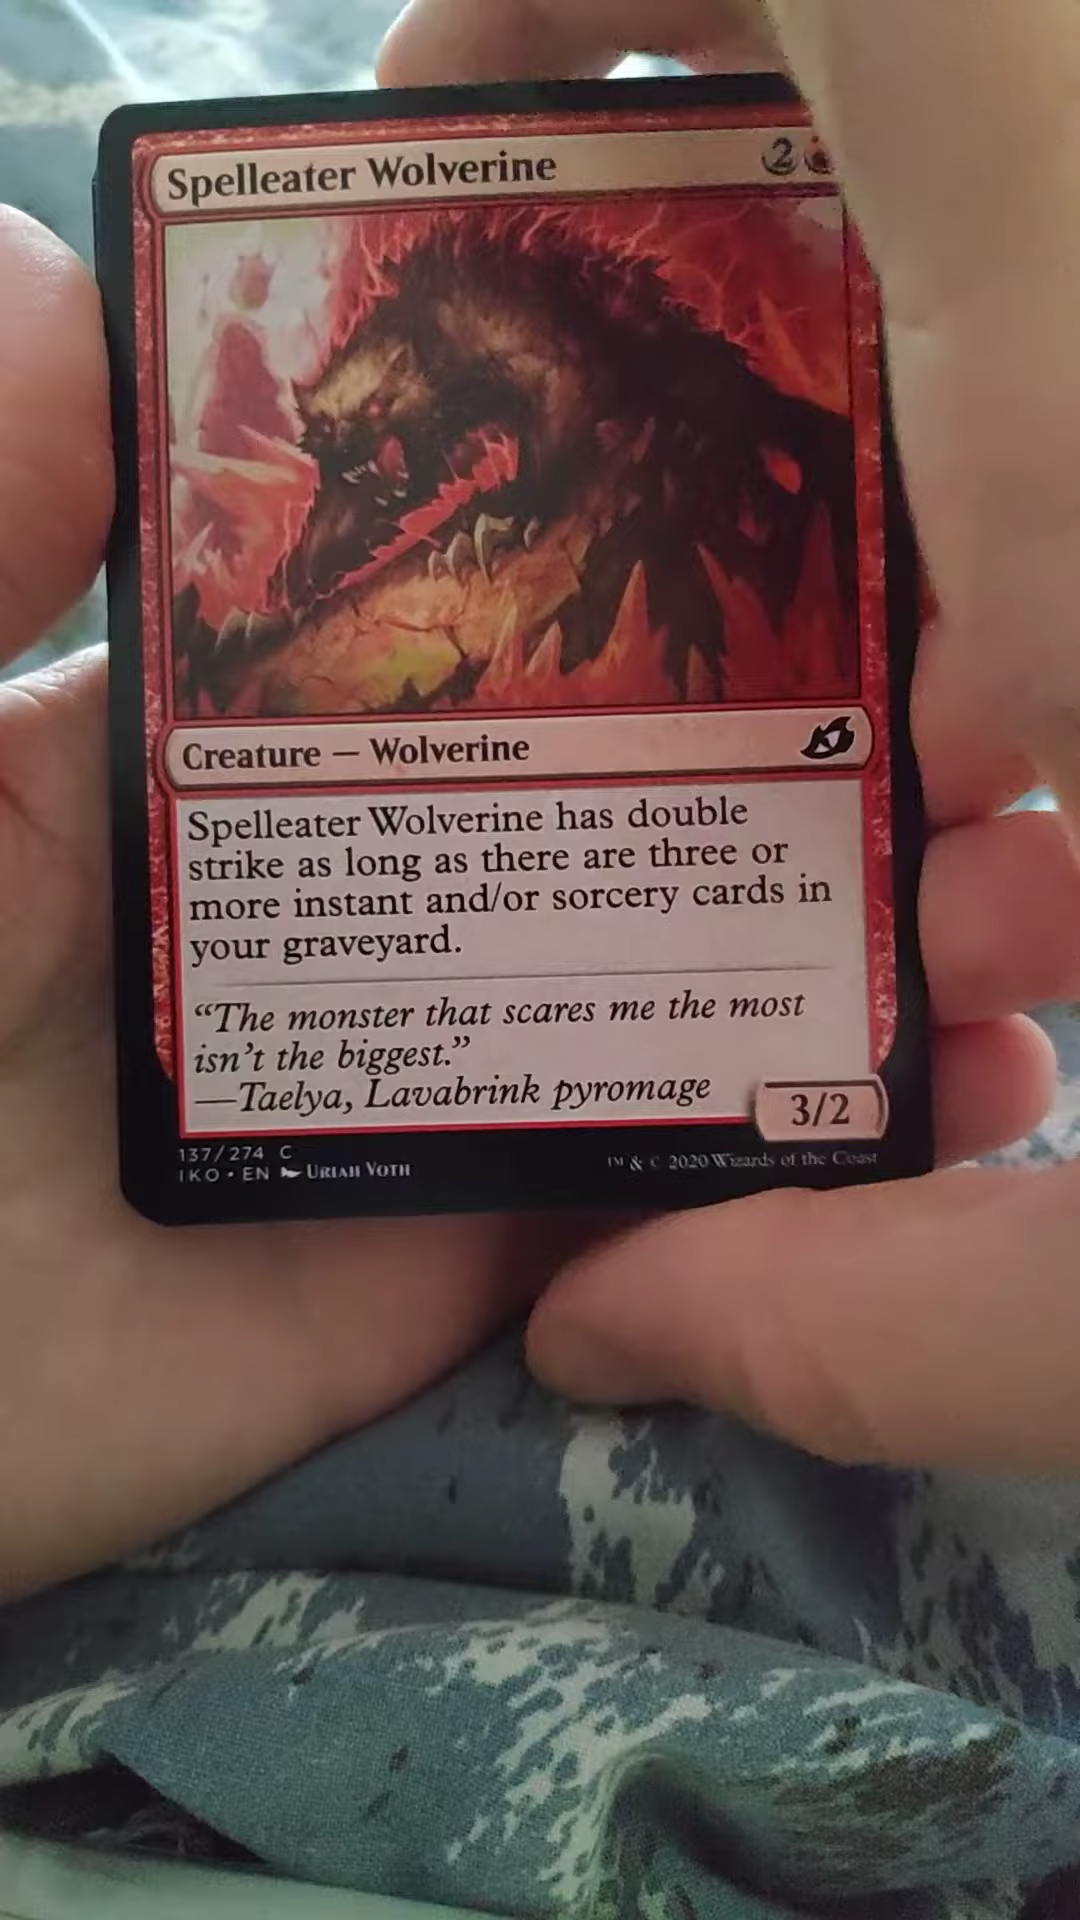 Spelleater Wolverine 2
Creature — Wolverine
Spelleater Wolverine has double
strike as long as there are three or
more instant and/or sorcery cards in
your graveyard.
“The monster that scares me the most
isn’t the biggest.”
—Taelya, Lavabrink pyromage
3/2
137/274 C
IKO • EN Uriah Voth
™ & © 2020 Wizards of the Coast